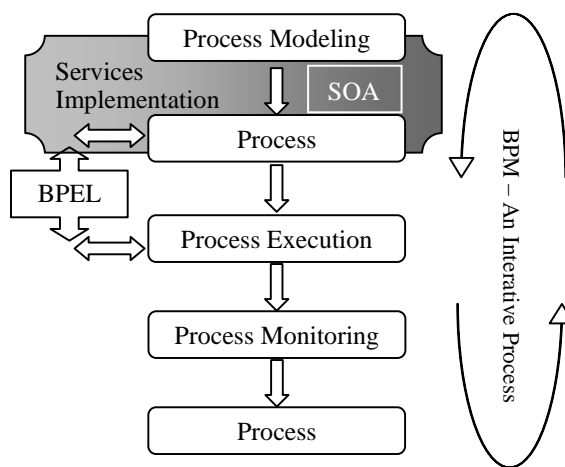 Process Modeling
Services
Implementation
SOA
Process
BPEL
Process Execution
Process Monitoring
Process
BPM – An Interative Process